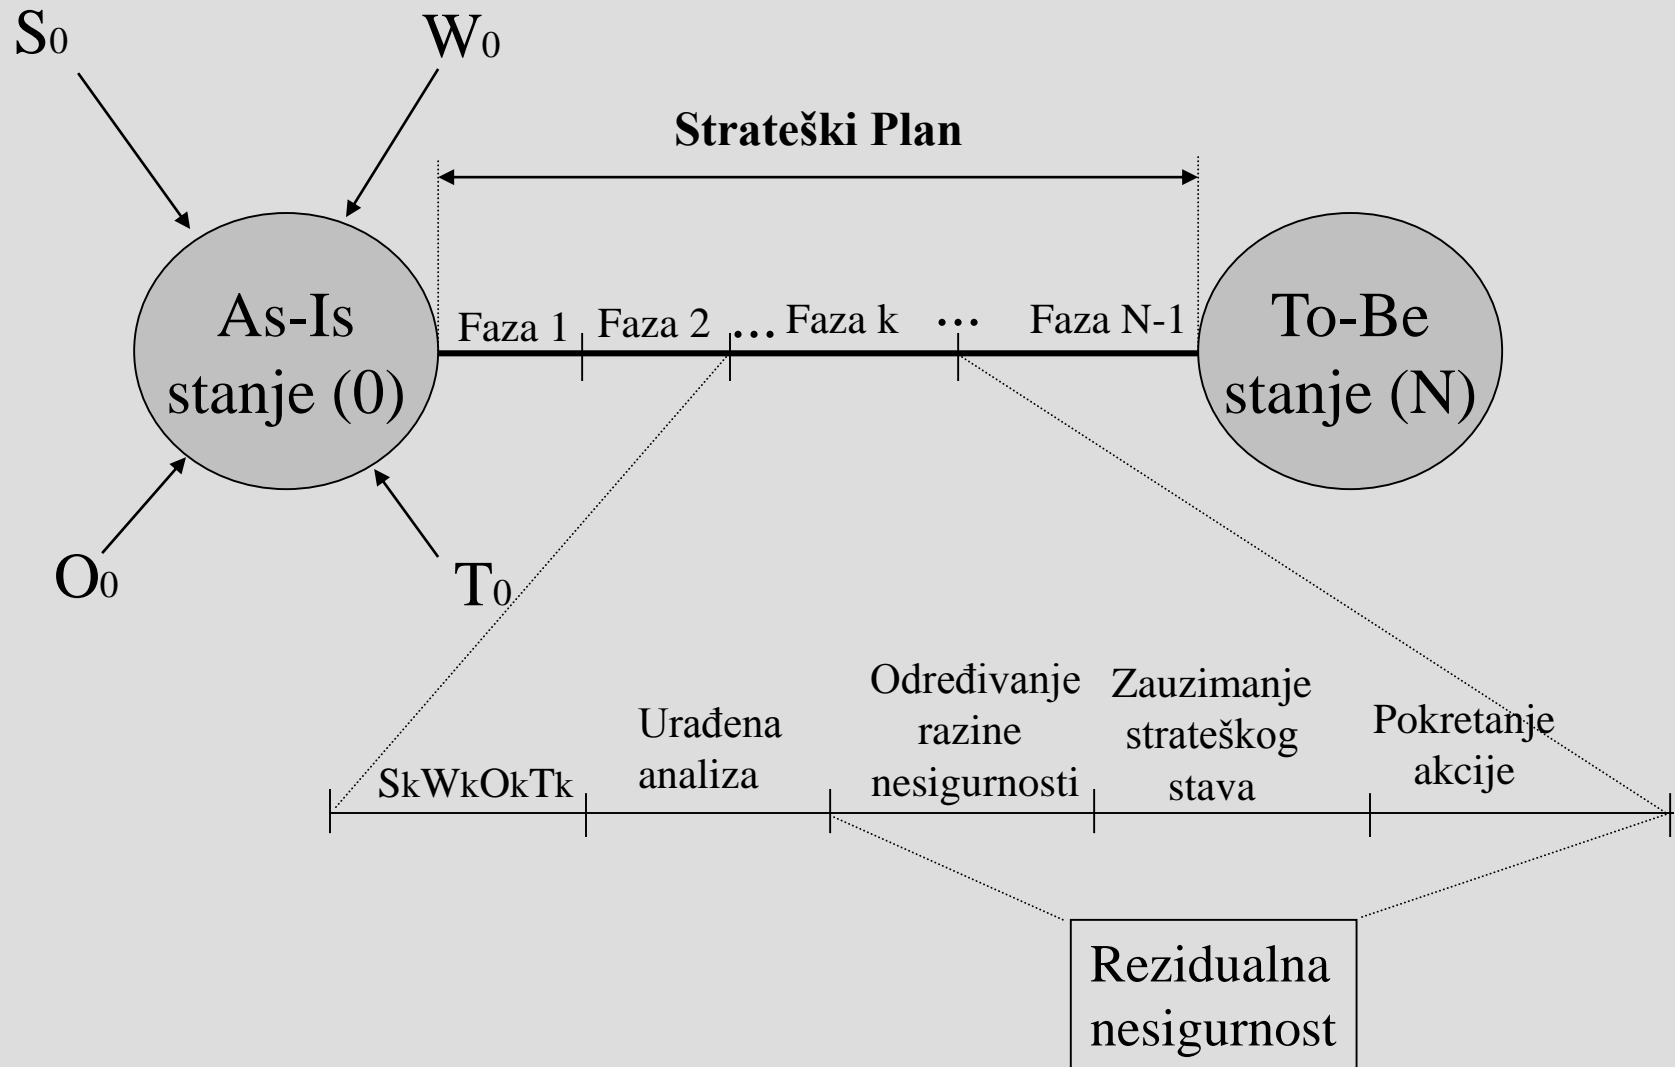 S0
W0
Strateški Plan
As-Is
stanje (0)
Faza 1
Faza 2
...
Faza k
...
Faza N-1
To-Be
stanje (N)
O0
T0
SkWkOkTk
Urađena
analiza
Određivanje
razine
nesigurnosti
Zauzimanje
strateškog
stava
Pokretanje
akcije
Rezidualna
nesigurnost